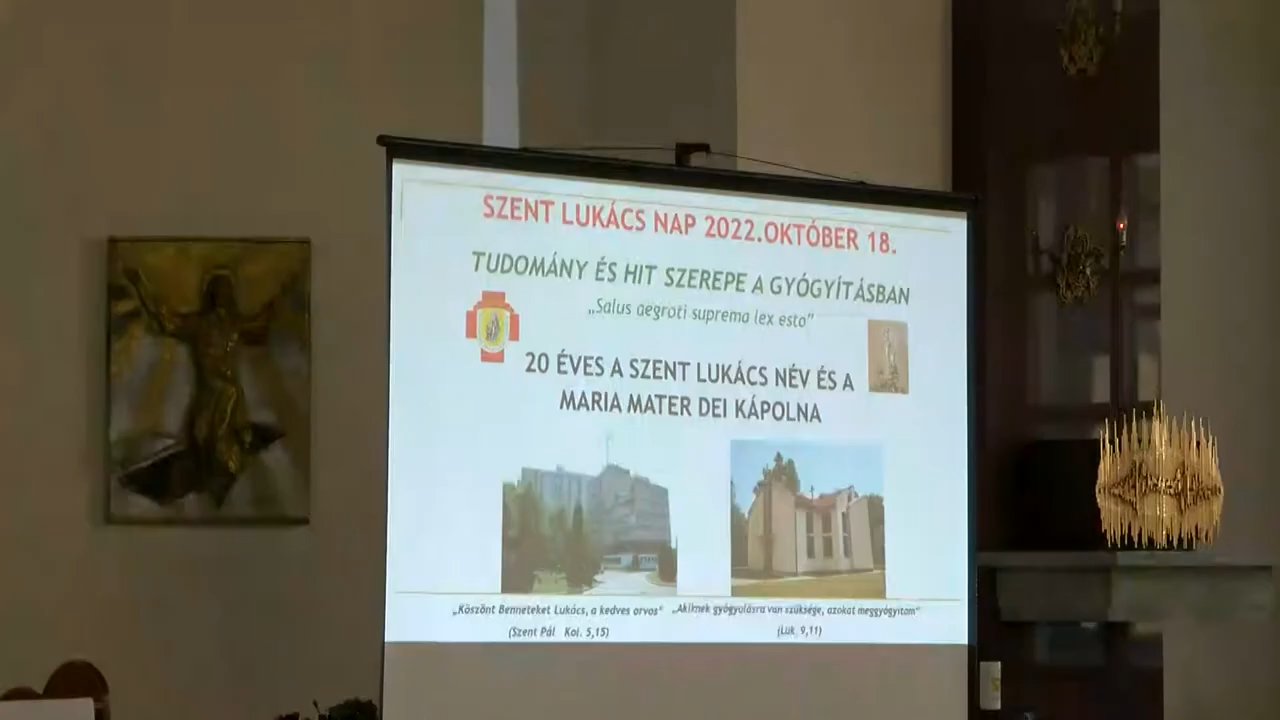 SZENT LUKÁCS NAP 2022.OKTÓBER 18.
TUDOMÁNY ÉS HIT SZEREPE A GYÓGYÍTÁSBAN
„Salus aegroti suprema lex esto”
20 ÉVES A SZENT LUKÁCS NÉV ÉS A
MARIA MATER DEI KÁPOLNA
„Köszönt Benneteket Lukács, a kedves orvos” „Akiknek gyógyulásra van szüksége, azokat meggyógyítom”
(Szent Pál Kol. 5,15) (Luk 9,11)